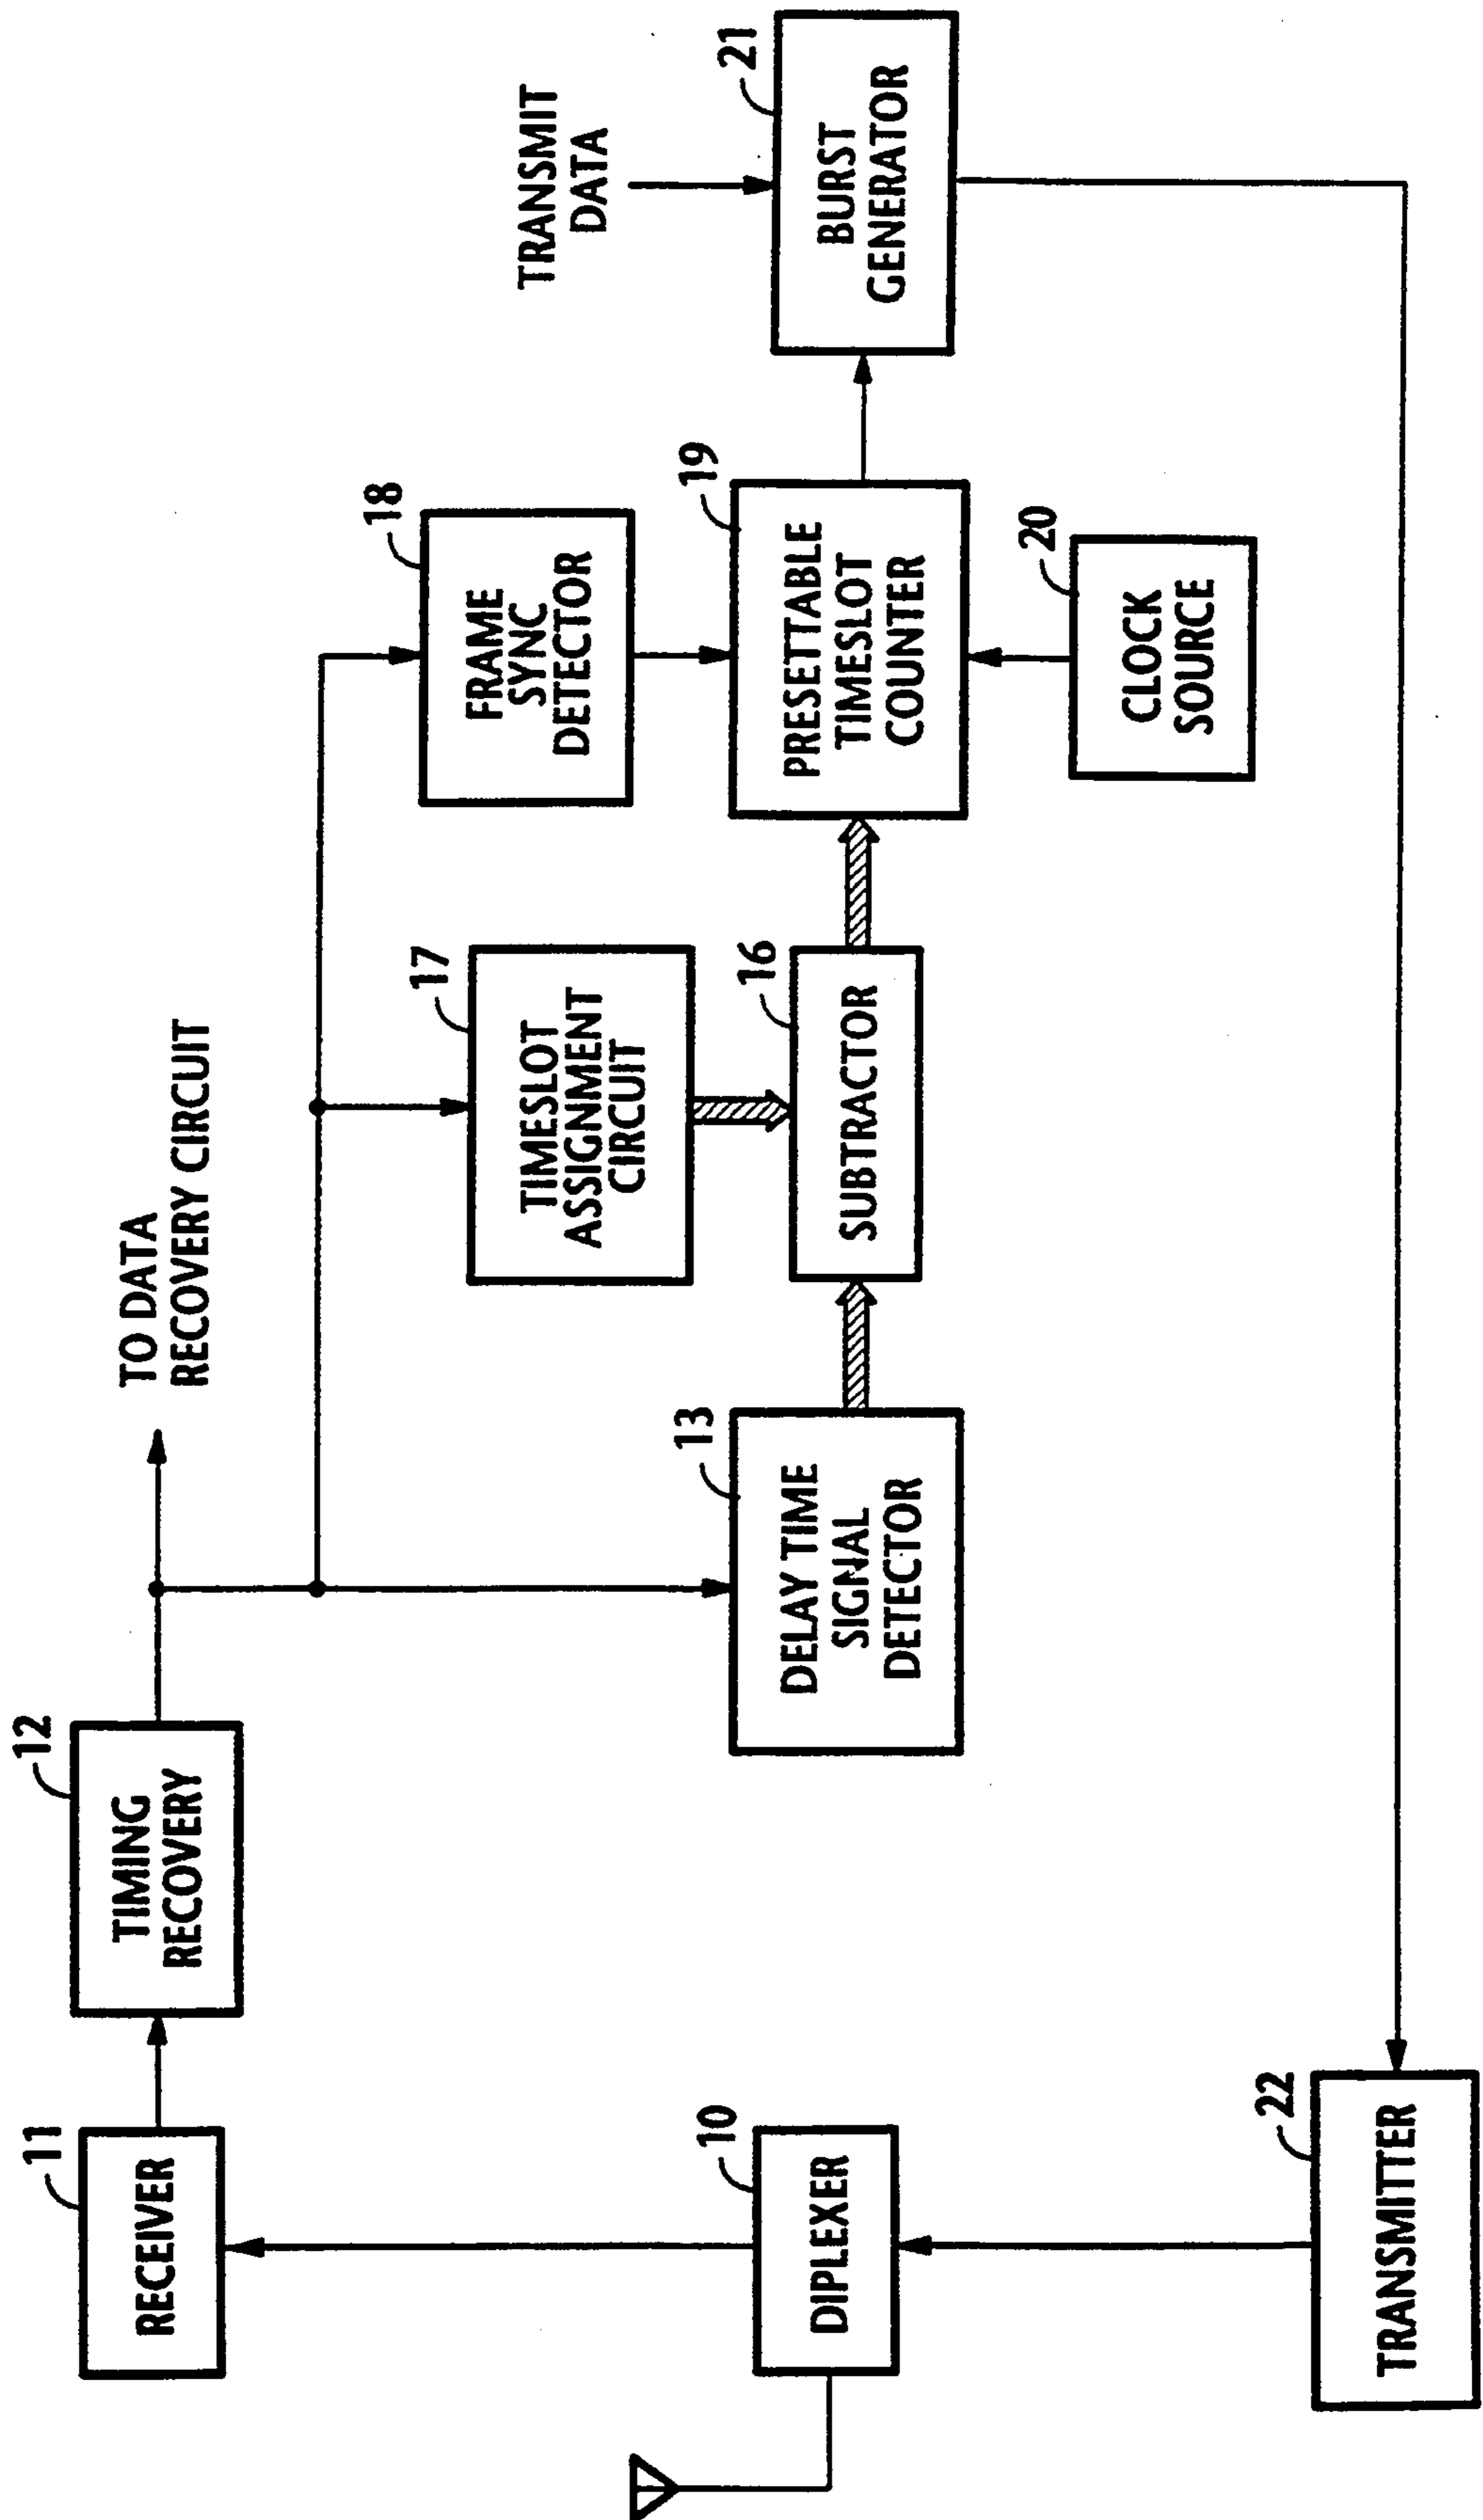 11
RECEIVER
12
TIMING
RECOVERY
TO DATA
RECOVERY CIRCUIT
17
TIMESLOT
ASSIGNMENT
CIRCUIT
18
FRAME
SYNC
DETECTOR
TRANSMIT
DATA
10
DIPLEXER
13
DELAY TIME
SIGNAL
DETECTOR
16
SUBTRACTOR
19
PRESETTABLE
TIMESLOT
COUNTER
21
BURST
GENERATOR
20
CLOCK
SOURCE
22
TRANSMITTER